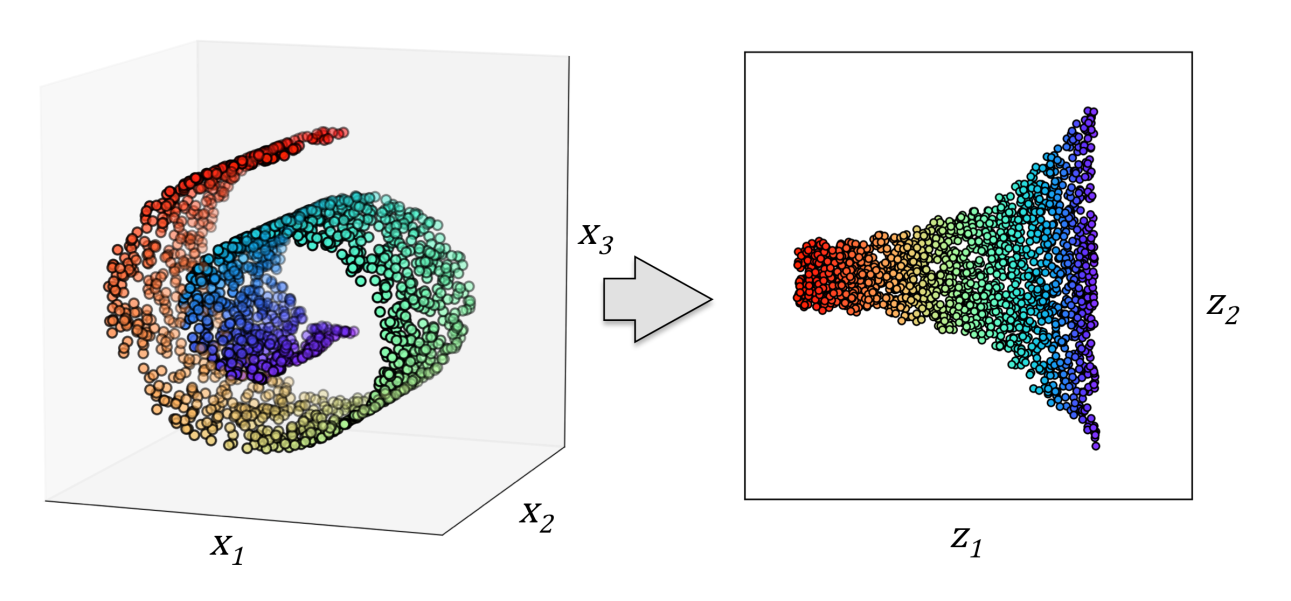 x₃
z₂
x₂
x₁
z₁